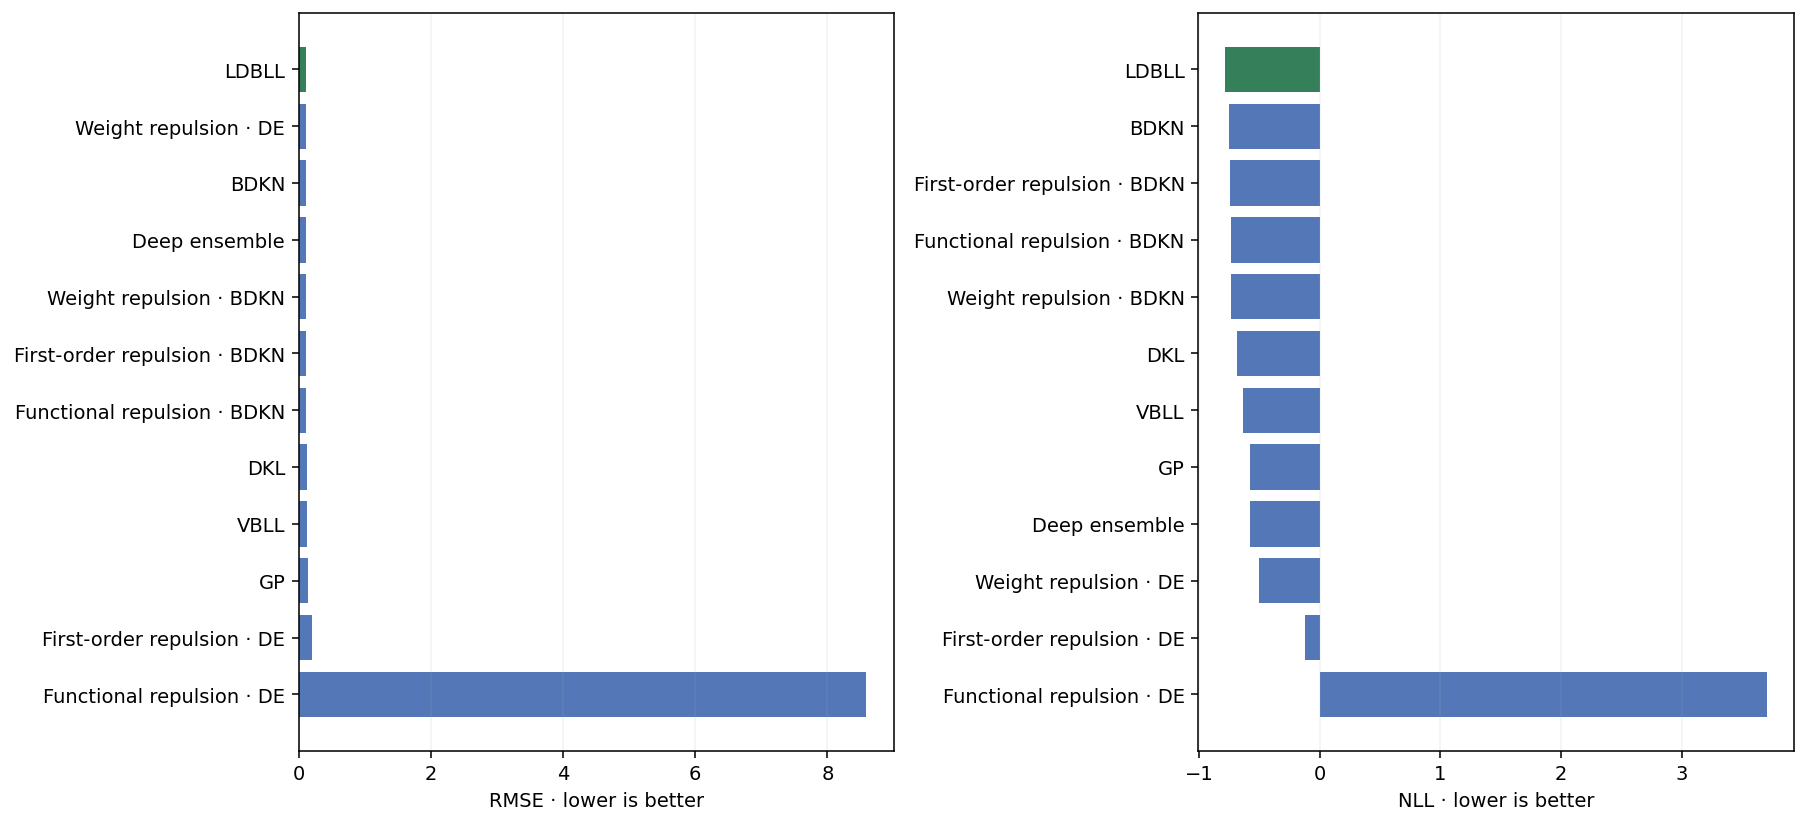 LDBLL
Weight repulsion · DE
BDKN
Deep ensemble
Weight repulsion · BDKN
First-order repulsion · BDKN
Functional repulsion · BDKN
DKL
VBLL
GP
First-order repulsion · DE
Functional repulsion · DE
0 2 4 6 8
RMSE · lower is better
LDBLL
BDKN
First-order repulsion · BDKN
Functional repulsion · BDKN
Weight repulsion · BDKN
DKL
VBLL
GP
Deep ensemble
Weight repulsion · DE
First-order repulsion · DE
Functional repulsion · DE
−1 0 1 2 3
NLL · lower is better